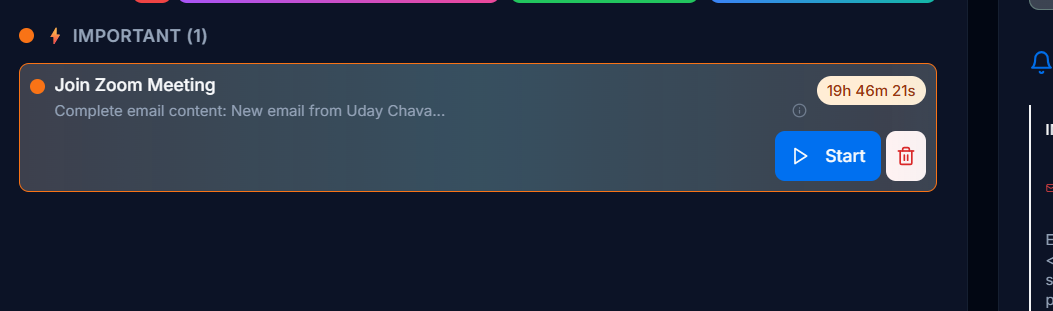 IMPORTANT (1)
Join Zoom Meeting
19h 46m 21s
Complete email content: New email from Uday Chava...
Start
E
<
s
p